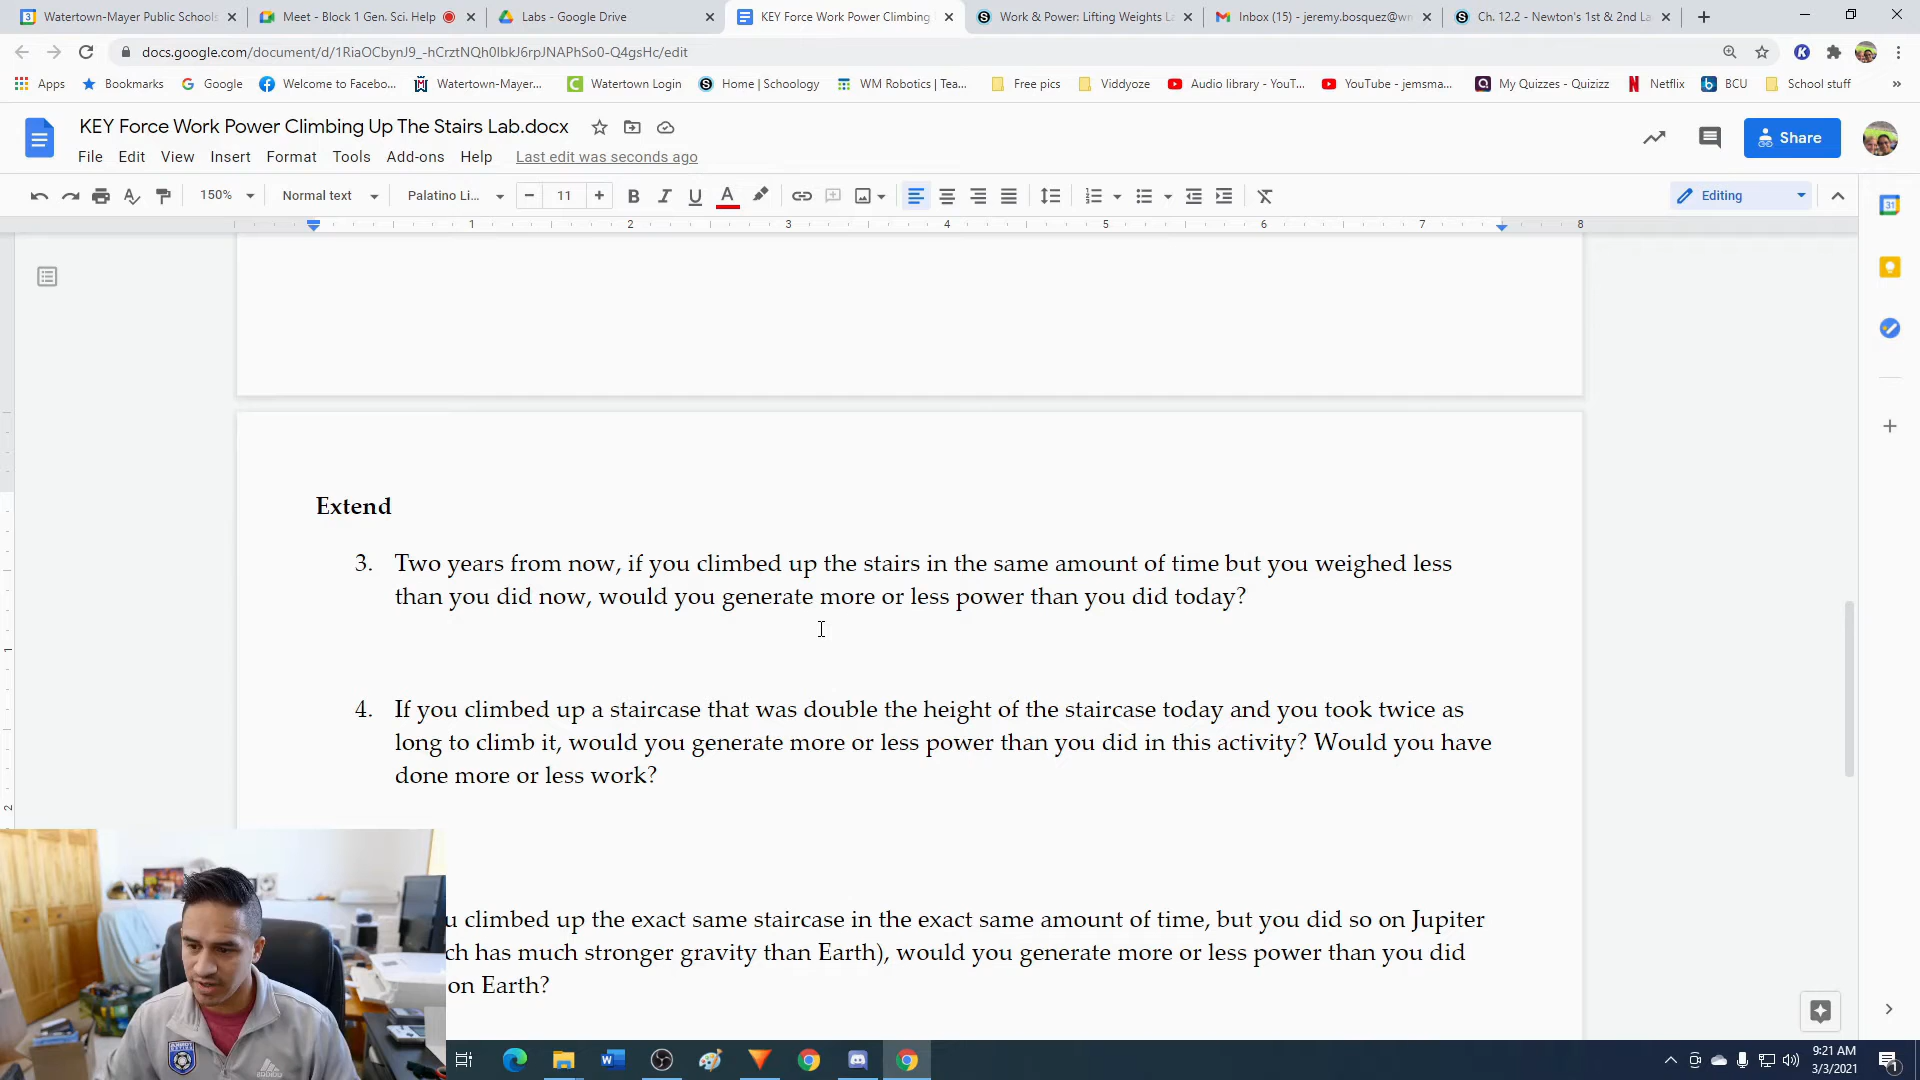 Watertown-Mayer Public Schools
Meet - Block 1 Gen. Sci. Help
Labs - Google Drive
KEY Force Work Power Climbing
Work & Power: Lifting Weights L
Inbox (15) - jeremy.bosquez@w
Ch. 12.2 - Newton's 1st & 2nd La
docs.google.com/document/d/1RiaOCbynJ9_-hCrztNQh0lbkJ6rpJNAPhSo0-Q4gsHc/edit
Apps
Bookmarks
Google
Welcome to Facebo...
Watertown-Mayer...
Watertown Login
Home | Schoology
WM Robotics | Tea...
Free pics
Viddyoze
Audio library - YouT...
YouTube - jemsma...
My Quizzes - Quizizz
Netflix
BCU
School stuff
KEY Force Work Power Climbing Up The Stairs Lab.docx
Share
File Edit View Insert Format Tools Add-ons Help Last edit was seconds ago
150% Normal text Palatino Li... 11 Editing
1 2 3 4 5 6 7 8
Extend
3. Two years from now, if you climbed up the stairs in the same amount of time but you weighed less
than you did now, would you generate more or less power than you did today?
4. If you climbed up a staircase that was double the height of the staircase today and you took twice as
long to climb it, would you generate more or less power than you did in this activity? Would you have
done more or less work?
u climbed up the exact same staircase in the exact same amount of time, but you did so on Jupiter
ch has much stronger gravity than Earth), would you generate more or less power than you did
on Earth?
9:21 AM
3/3/2021